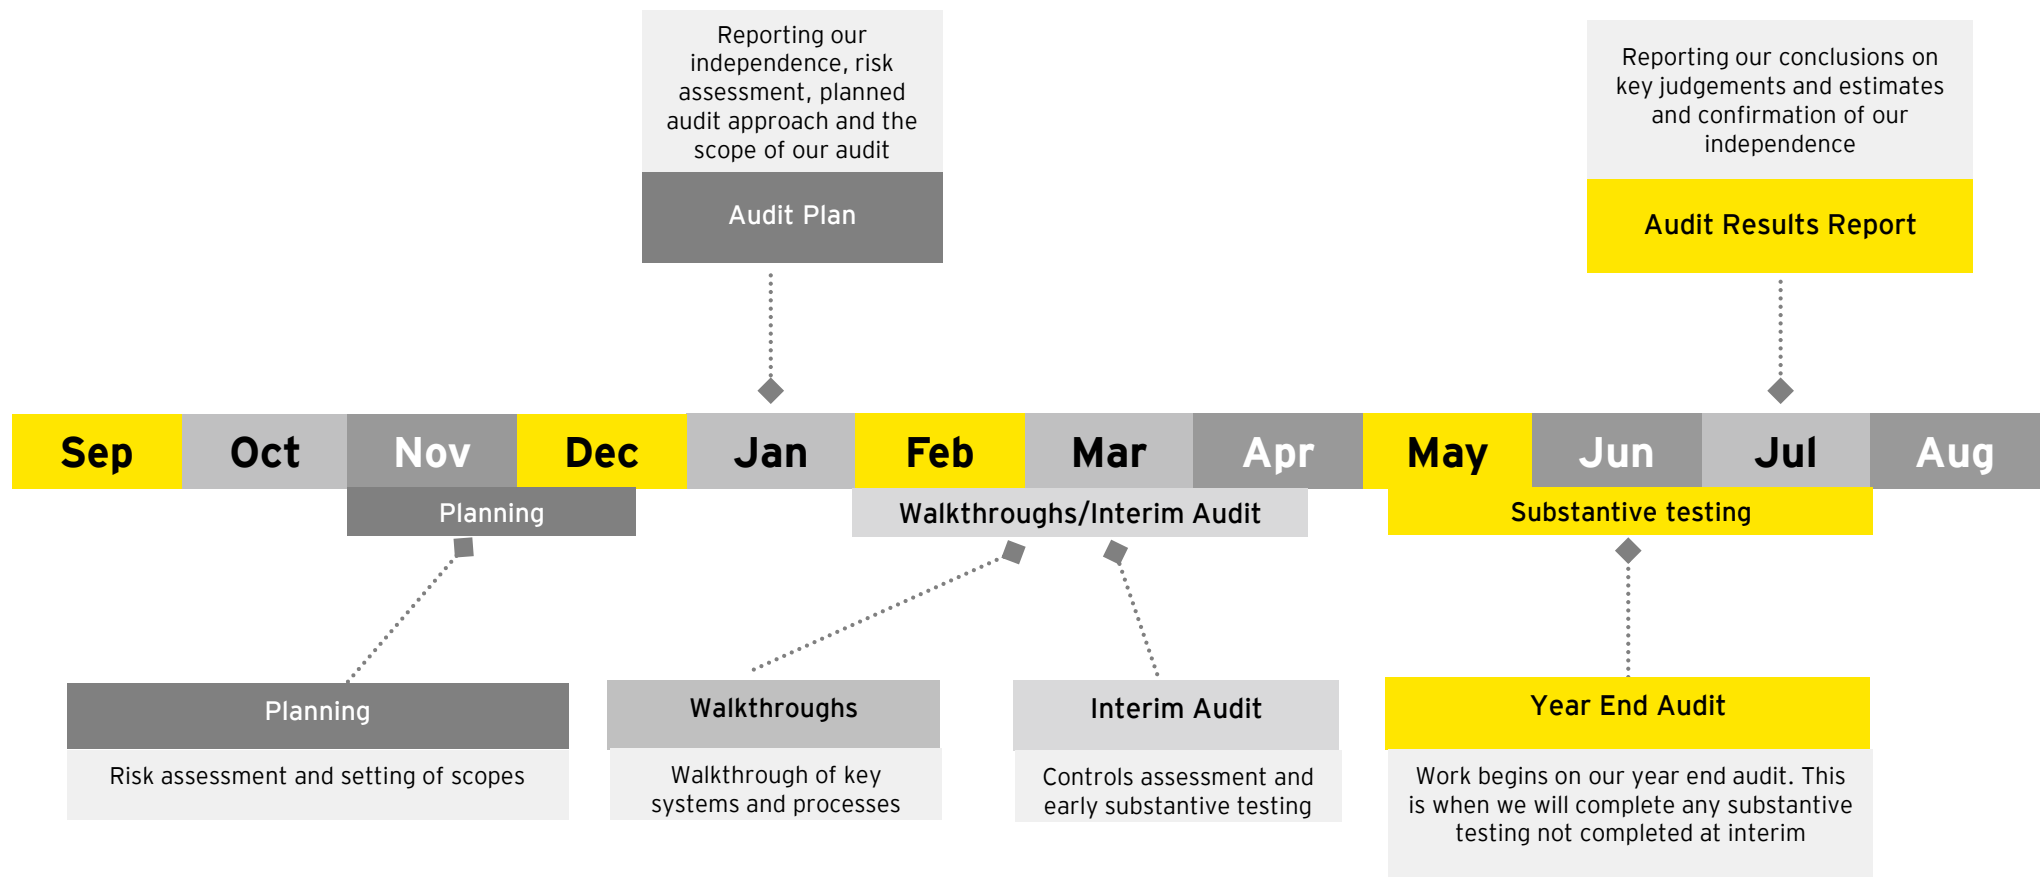 Reporting our
independence, risk
assessment, planned
audit approach and the
scope of our audit
Audit Plan
Reporting our conclusions on
key judgements and estimates
and confirmation of our
independence
Audit Results Report
Sep
Oct
Nov
Dec
Jan
Feb
Mar
Apr
May
Jun
Jul
Aug
Planning
Walkthroughs/Interim Audit
Substantive testing
Planning
Risk assessment and setting of scopes
Walkthroughs
Walkthrough of key
systems and processes
Interim Audit
Controls assessment and
early substantive testing
Year End Audit
Work begins on our year end audit. This
is when we will complete any substantive
testing not completed at interim